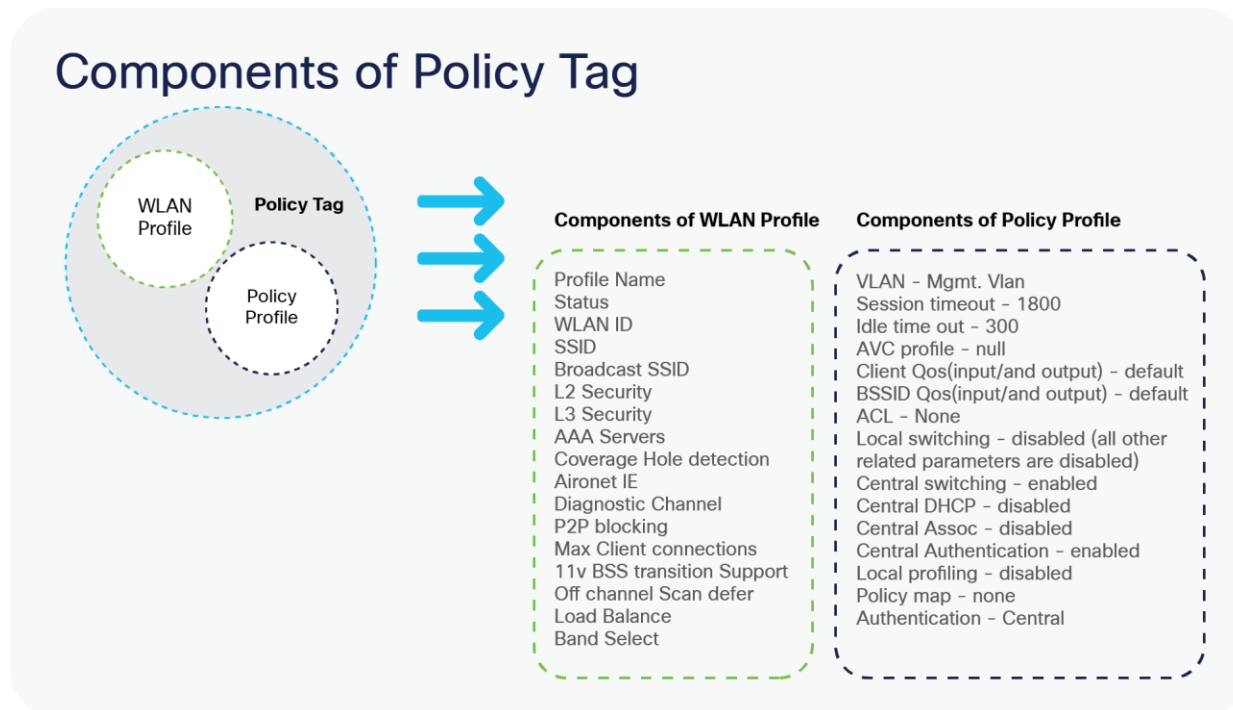 Components of Policy Tag
WLAN
Profile
Policy Tag
Policy
Profile
Components of WLAN Profile
Profile Name
Status
WLAN ID
SSID
Broadcast SSID
L2 Security
L3 Security
AAA Servers
Coverage Hole detection
Aironet IE
Diagnostic Channel
P2P blocking
Max Client connections
11v BSS transition Support
Off channel Scan defer
Load Balance
Band Select
Components of Policy Profile
VLAN - Mgmt. Vlan
Session timeout - 1800
Idle time out - 300
AVC profile - null
Client Qos(input/and output) - default
BSSID Qos(input/and output) - default
ACL - None
Local switching - disabled (all other
related parameters are disabled)
Central switching - enabled
Central DHCP - disabled
Central Assoc - disabled
Central Authentication - enabled
Local profiling - disabled
Policy map - none
Authentication - Central